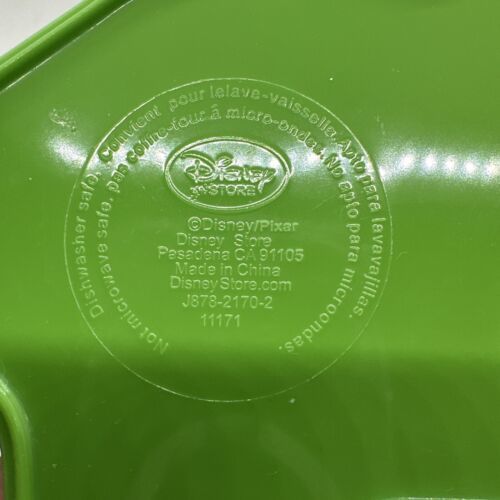 Dishwasher safe. Convient pour lelave-vaisselle. Apto para lavavajillas.
Not microwave safe. pas contre-four à micro-ondes. No apto para microondas.
Disney
STORE
©Disney/Pixar
Disney Store
Pasadena CA 91105
Made in China
DisneyStore.com
J878-2170-2
11171